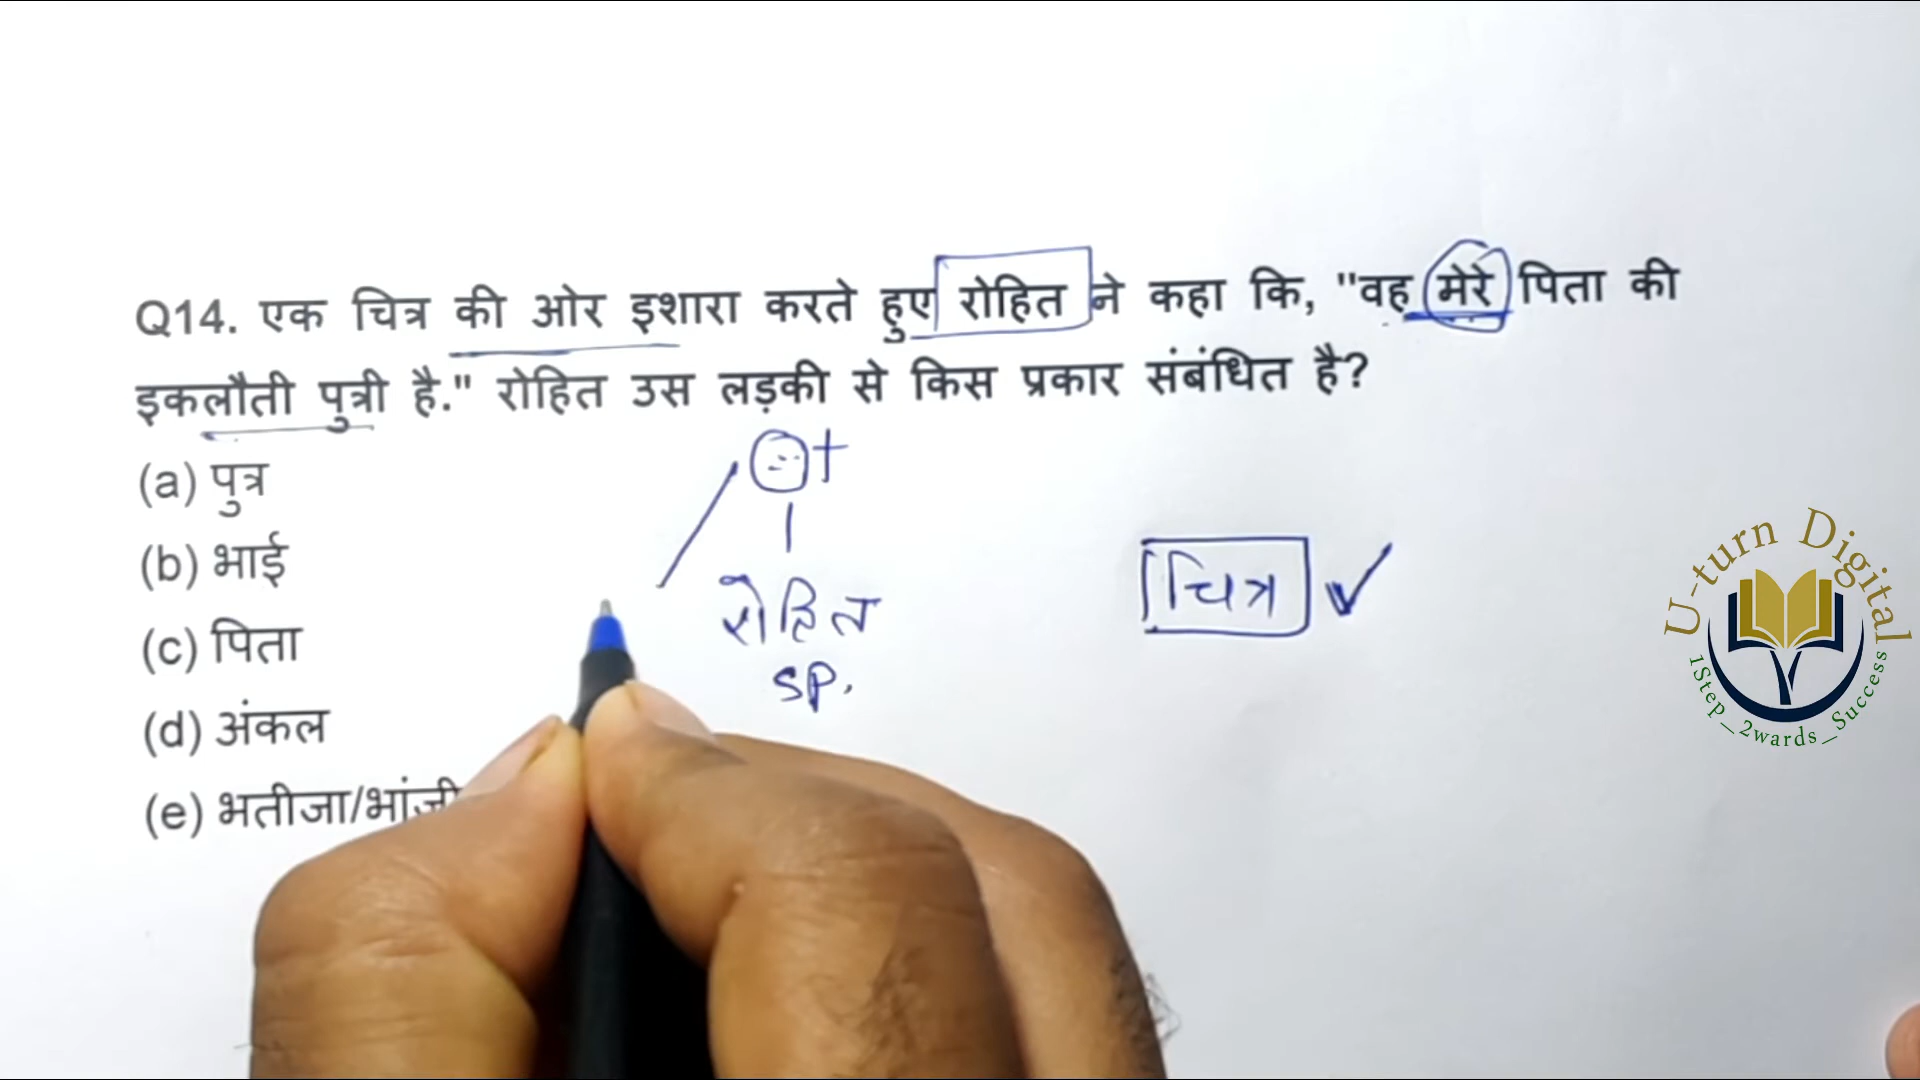 Q14. एक चित्र की ओर इशारा करते हुए रोहित ने कहा कि, "वह मेरे पिता की
इकलौती पुत्री है." रोहित उस लड़की से किस प्रकार संबंधित है?
(a) पुत्र
(b) भाई
(c) पिता
(d) अंकल
(e) भतीजा/भांजी
+
रोहित
SP.
चित्र
U-turn Digital
1Step_2wards_Success